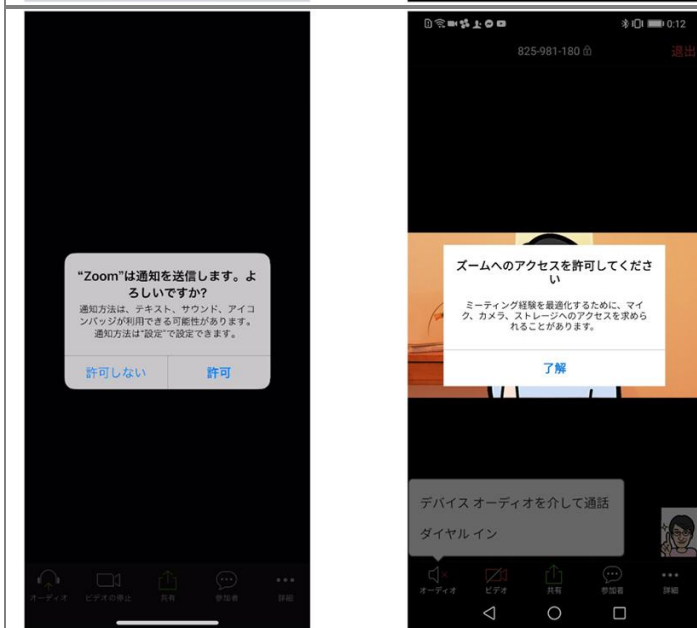 “Zoom”は通知を送信します。よ
ろしいですか?
通知方法は、テキスト、サウンド、アイコ
ンバッジが利用できる可能性があります。
通知方法は“設定”で設定できます。
許可しない
許可
オーディオ
ビデオの停止
共有
参加者
詳細
0:12
825-981-180
退出
ズームへのアクセスを許可してくださ
い
ミーティング経験を最適化するために、マイ
ク、カメラ、ストレージへのアクセスを求めら
れることがあります。
了解
デバイス オーディオを介して通話
ダイヤル イン
オーディオ
ビデオ
共有
参加者
詳細